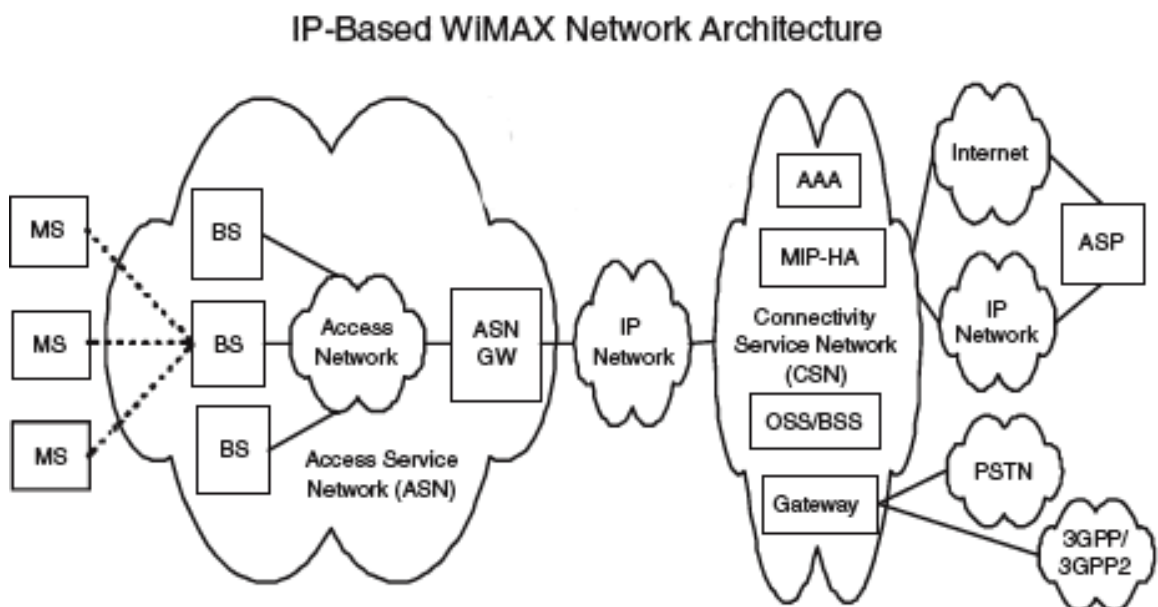 IP-Based WiMAX Network Architecture
MS
MS
MS
BS
BS
BS
Access
Network
ASN
GW
Access Service
Network (ASN)
IP
Network
AAA
MIP-HA
Connectivity
Service Network
(CSN)
OSS/BSS
Gateway
Internet
ASP
IP
Network
PSTN
3GPP/
3GPP2